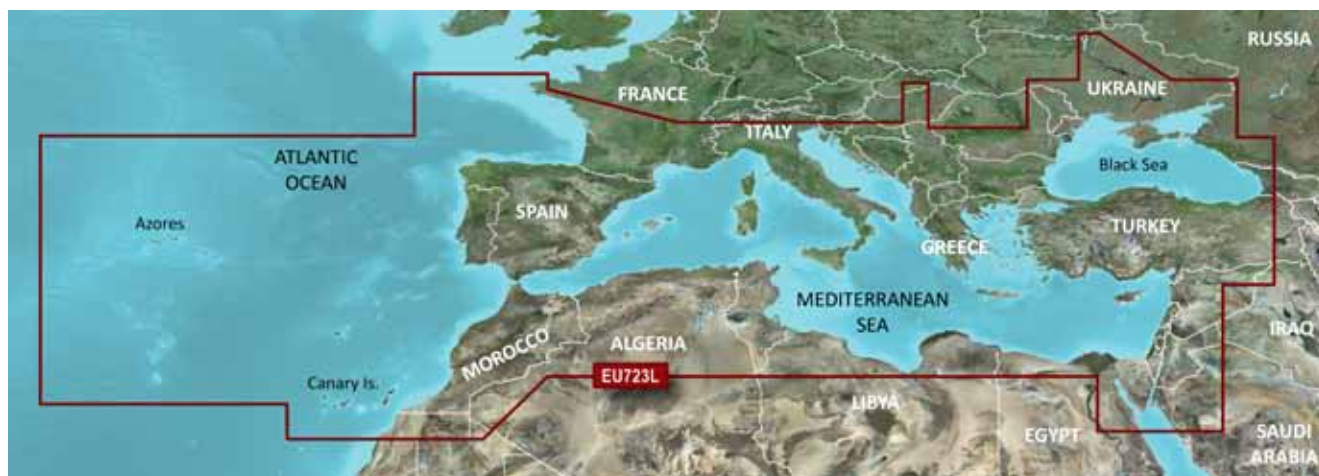 RUSSIA
UKRAINE
FRANCE
ITALY
ATLANTIC
OCEAN
Black Sea
SPAIN
Azores
TURKEY
GREECE
MEDITERRANEAN
SEA
IRAQ
MOROCCO
ALGERIA
EU723L
Canary Is.
LIBYA
EGYPT
SAUDI
ARABIA